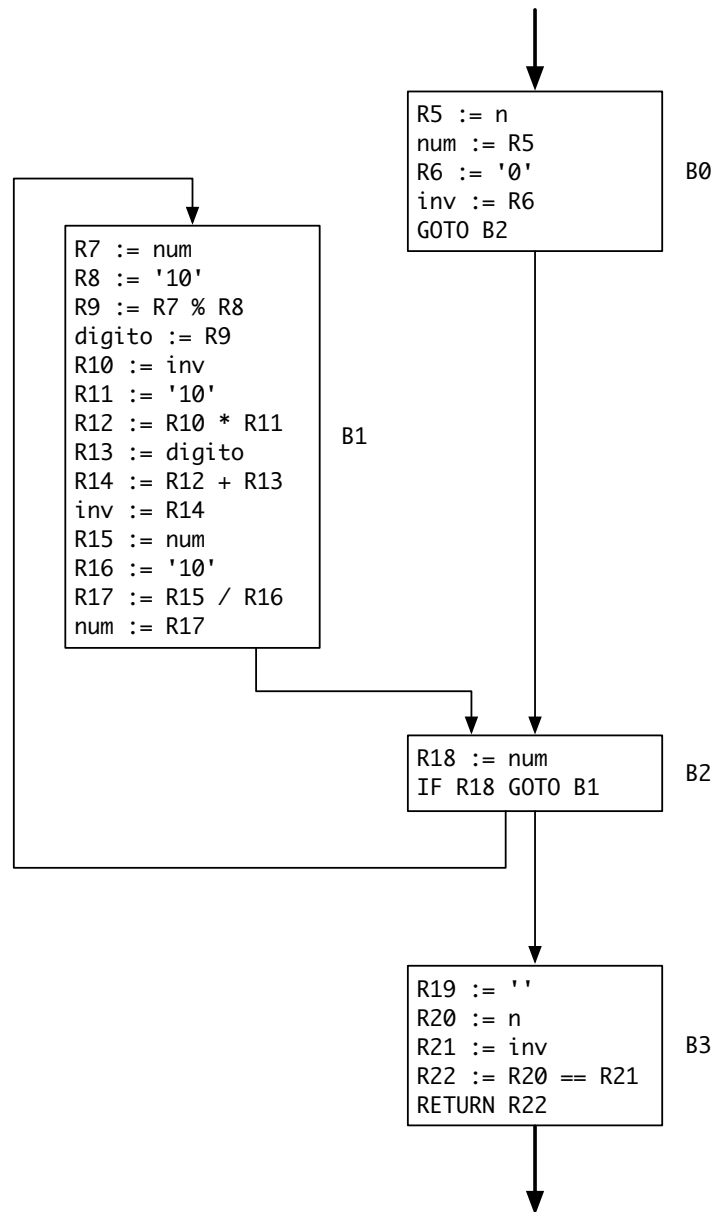 R5 := n
num := R5
R6 := '0'
inv := R6
GOTO B2
B0
R7 := num
R8 := '10'
R9 := R7 % R8
digito := R9
R10 := inv
R11 := '10'
R12 := R10 * R11
R13 := digito
R14 := R12 + R13
inv := R14
R15 := num
R16 := '10'
R17 := R15 / R16
num := R17
B1
R18 := num
IF R18 GOTO B1
B2
R19 := ''
R20 := n
R21 := inv
R22 := R20 == R21
RETURN R22
B3